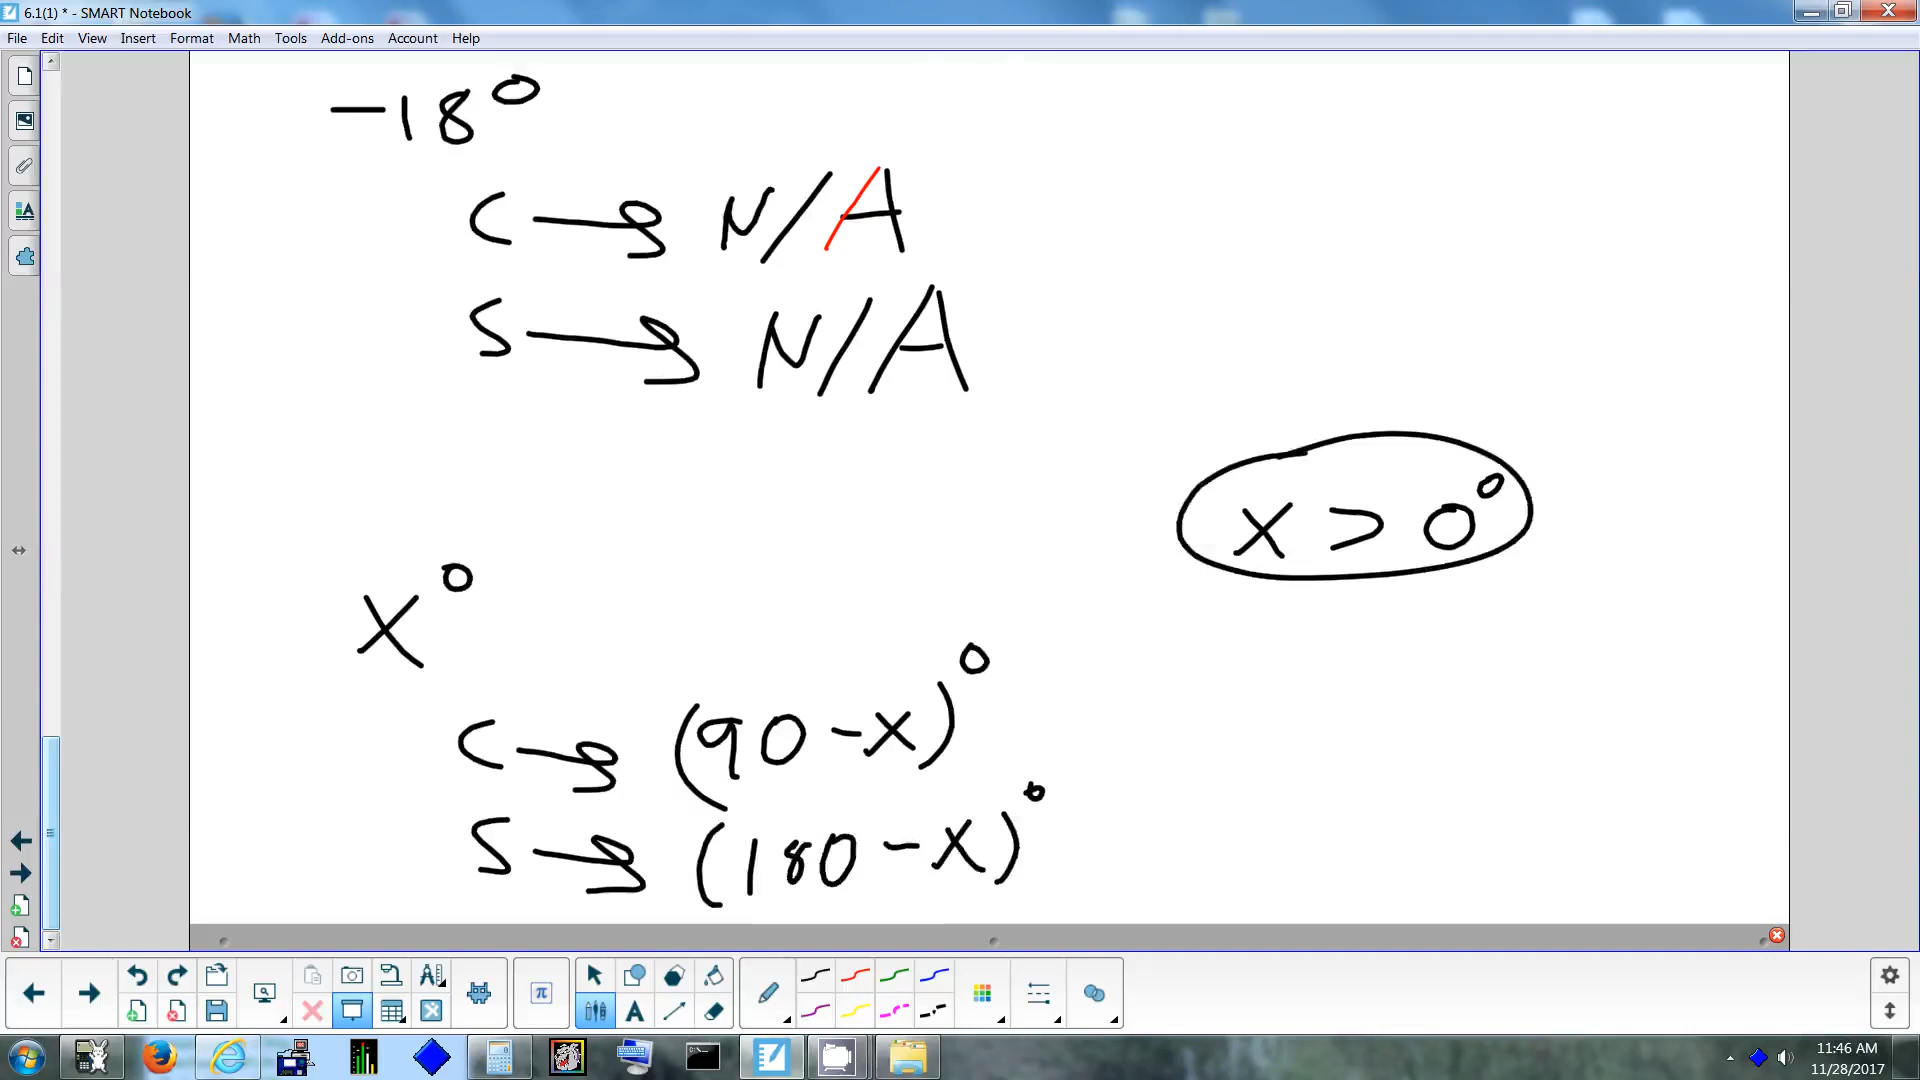 6.1(1) * - SMART Notebook
File Edit View Insert Format Math Tools Add-ons Account Help
-18°
C → N/A
S → N/A
x > 0°
x°
C → (90 - x)°
S → (180 - x)°
11:46 AM
11/28/2017